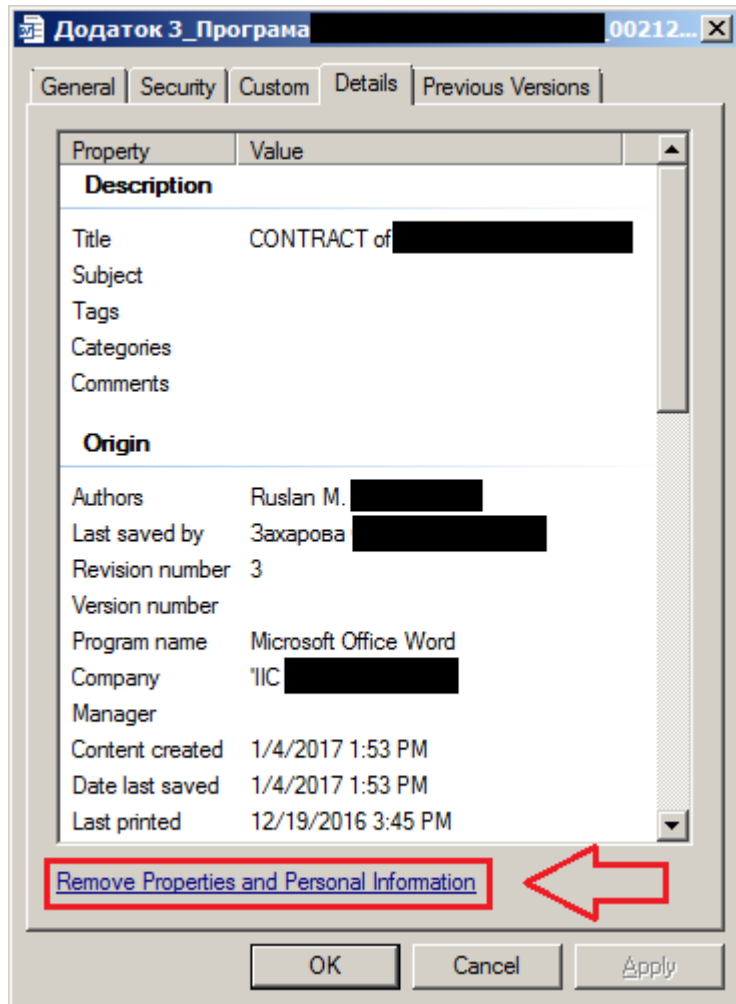 Додаток 3_Програма _00212...
General Security Custom Details Previous Versions
Property Value
Description
Title CONTRACT of
Subject
Tags
Categories
Comments
Origin
Authors Ruslan M.
Last saved by Захарова
Revision number 3
Version number
Program name Microsoft Office Word
Company "ІІС
Manager
Content created 1/4/2017 1:53 PM
Date last saved 1/4/2017 1:53 PM
Last printed 12/19/2016 3:45 PM
Remove Properties and Personal Information
OK Cancel Apply